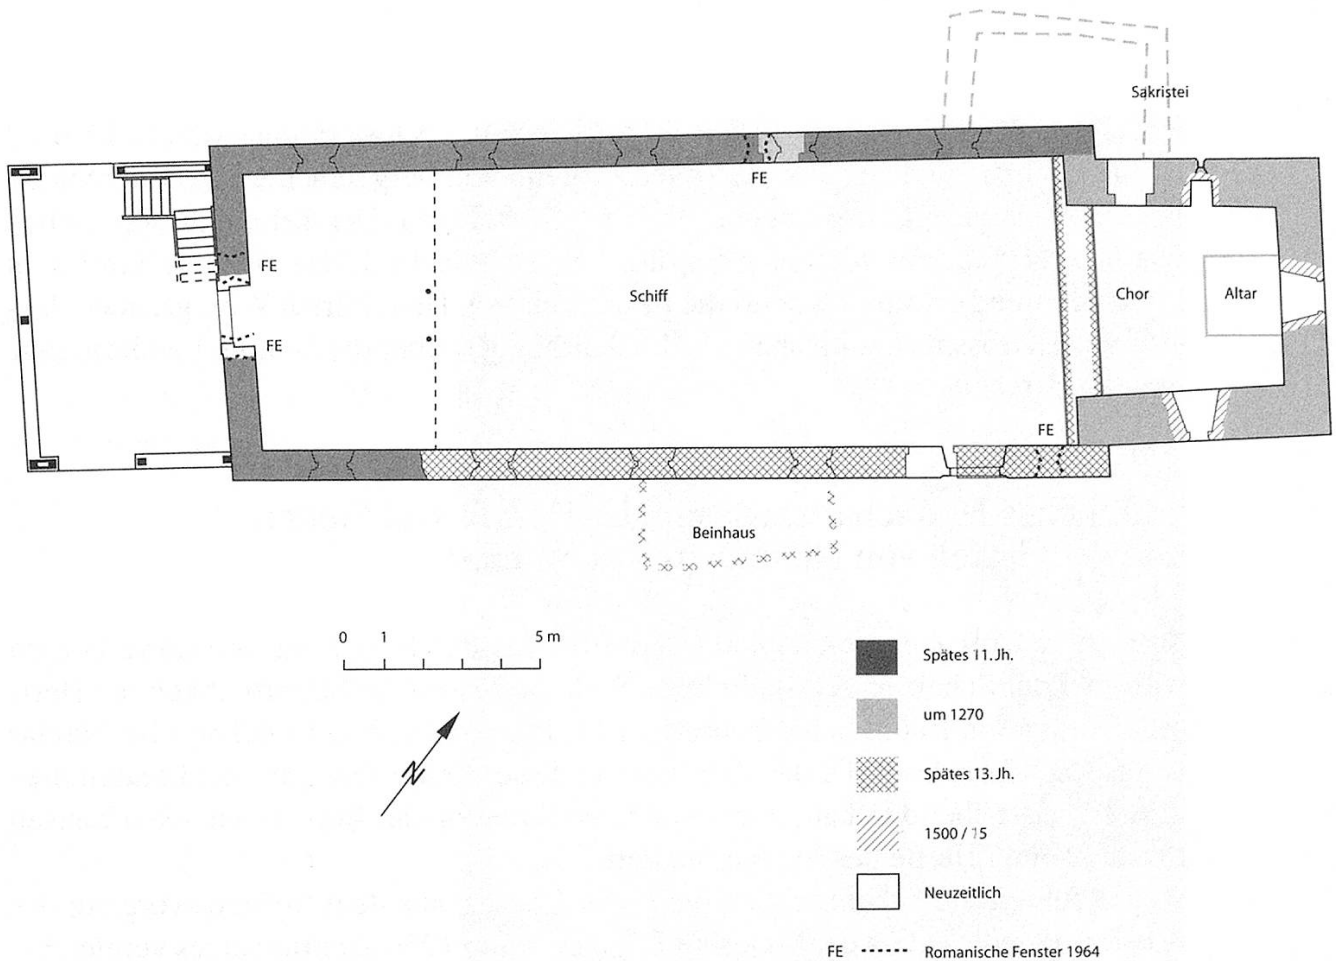 Sakristei
FE
FE
Schiff
Chor
Altar
FE
FE
Beinhaus
0 1 5 m
Spätes 11. Jh.
um 1270
Spätes 13. Jh.
1500 / 15
Neuzeitlich
N
FE Romanische Fenster 1964